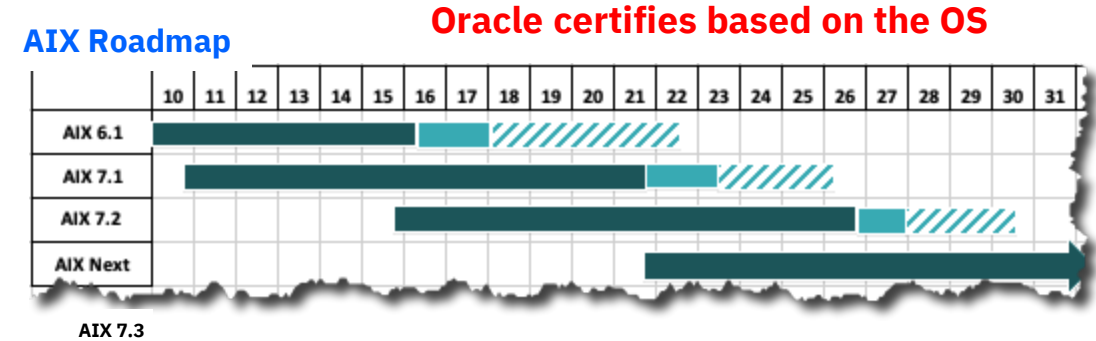 Oracle certifies based on the OS
AIX Roadmap
10 11 12 13 14 15 16 17 18 19 20 21 22 23 24 25 26 27 28 29 30 31
AIX 6.1
AIX 7.1
AIX 7.2
AIX Next
AIX 7.3